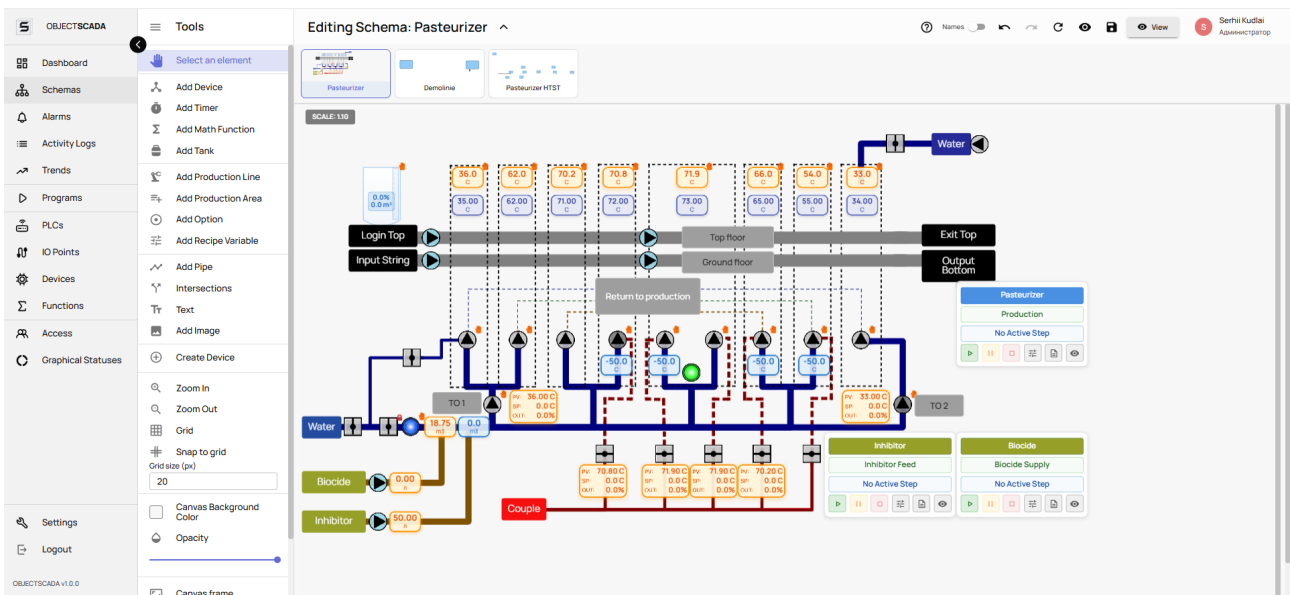 OBJECTSCADA
Tools
Editing Schema: Pasteurizer
Names
View
S
Serhii Kudlai
Администратор
Dashboard
Schemas
Alarms
Activity Logs
Trends
Programs
PLCs
IO Points
Devices
Functions
Access
Graphical Statuses
Settings
Logout
OBJECTSCADA v1.0.0
Select an element
Add Device
Add Timer
Add Math Function
Add Tank
Add Production Line
Add Production Area
Add Option
Add Recipe Variable
Add Pipe
Intersections
Text
Add Image
Create Device
Zoom In
Zoom Out
Grid
Snap to grid
Grid size (px)
20
Canvas Background
Color
Opacity
Canvas frame
Pasteurizer
Demolinie
Pasteurizer HTST
SCALE: 1.10
Water
36.0 C
62.0 C
70.2 C
70.8 C
71.9 C
66.0 C
54.0 C
33.0 C
0.0%
0.0 m³
35.00 C
62.00 C
71.00 C
72.00 C
73.00 C
65.00 C
55.00 C
34.00 C
Login Top
Top floor
Exit Top
Input String
Ground floor
Output
Bottom
Return to production
Pasteurizer
Production
No Active Step
-50.0 C
-50.0 C
-50.0 C
-50.0 C
TO 1
PV: 36.00 C
SP: 0.0 C
OUT: 0.0%
PV: 33.00 C
SP: 0.0 C
OUT: 0.0%
TO 2
Water
18.75 m3
0.0 m3
Biocide
0.00
Inhibitor
50.00
PV: 70.80 C
SP: 0.0 C
OUT: 0.0%
PV: 71.90 C
SP: 0.0 C
OUT: 0.0%
PV: 71.90 C
SP: 0.0 C
OUT: 0.0%
PV: 70.20 C
SP: 0.0 C
OUT: 0.0%
Couple
Inhibitor
Inhibitor Feed
No Active Step
Biocide
Biocide Supply
No Active Step